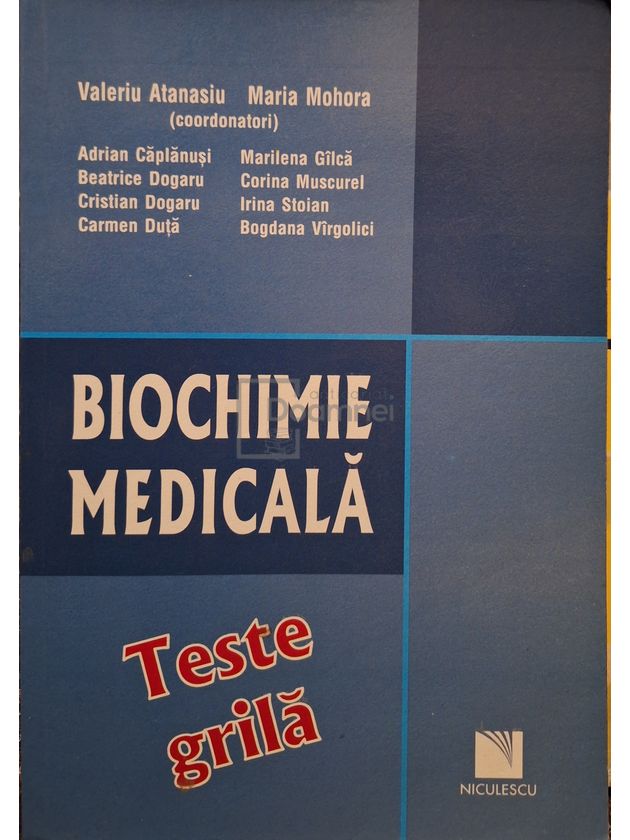 Valeriu Atanasiu Maria Mohora
(coordonatori)
Adrian Căplănuși Marilena Gîlcă
Beatrice Dogaru Corina Muscurel
Cristian Dogaru Irina Stoian
Carmen Duță Bogdana Vîrgolici
BIOCHIMIE
MEDICALĂ
Teste
grilă
NICULESCU